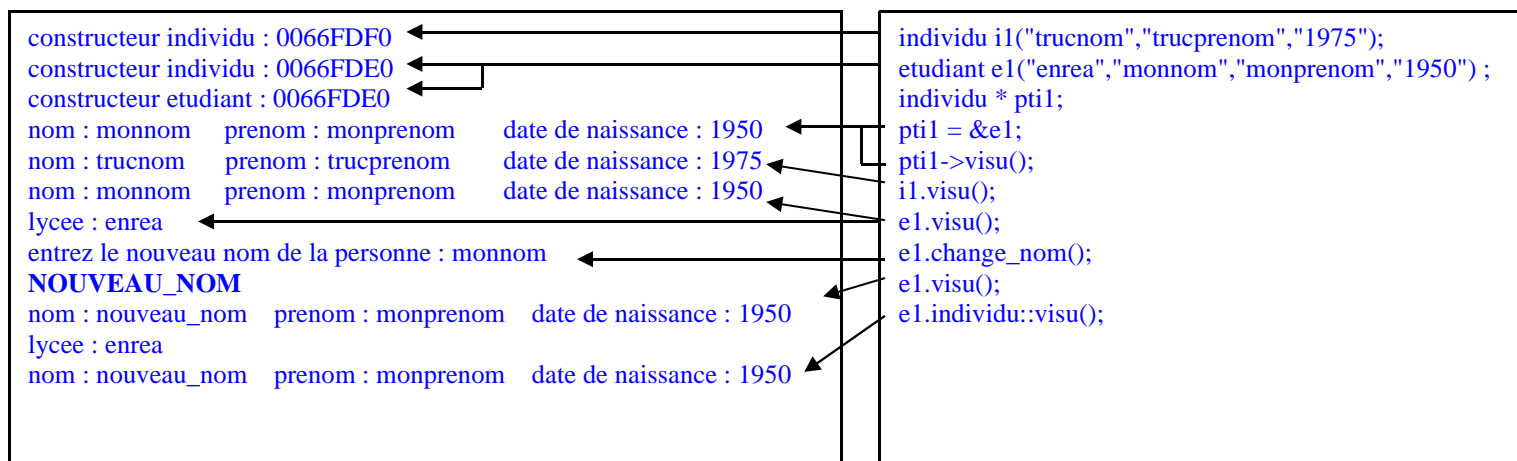 constructeur individu : 0066FDF0
constructeur individu : 0066FDE0
constructeur etudiant : 0066FDE0
nom : monnom prenom : monprenom date de naissance : 1950
nom : trucnom prenom : trucprenom date de naissance : 1975
nom : monnom prenom : monprenom date de naissance : 1950
lycee : enrea
entrez le nouveau nom de la personne : monnom
NOUVEAU_NOM
nom : nouveau_nom prenom : monprenom date de naissance : 1950
lycee : enrea
nom : nouveau_nom prenom : monprenom date de naissance : 1950
individu i1("trucnom","trucprenom","1975");
etudiant e1("enrea","monnom","monprenom","1950") ;
individu * pti1;
pti1 = &e1;
pti1->visu();
i1.visu();
e1.visu();
e1.change_nom();
e1.visu();
e1.individu::visu();